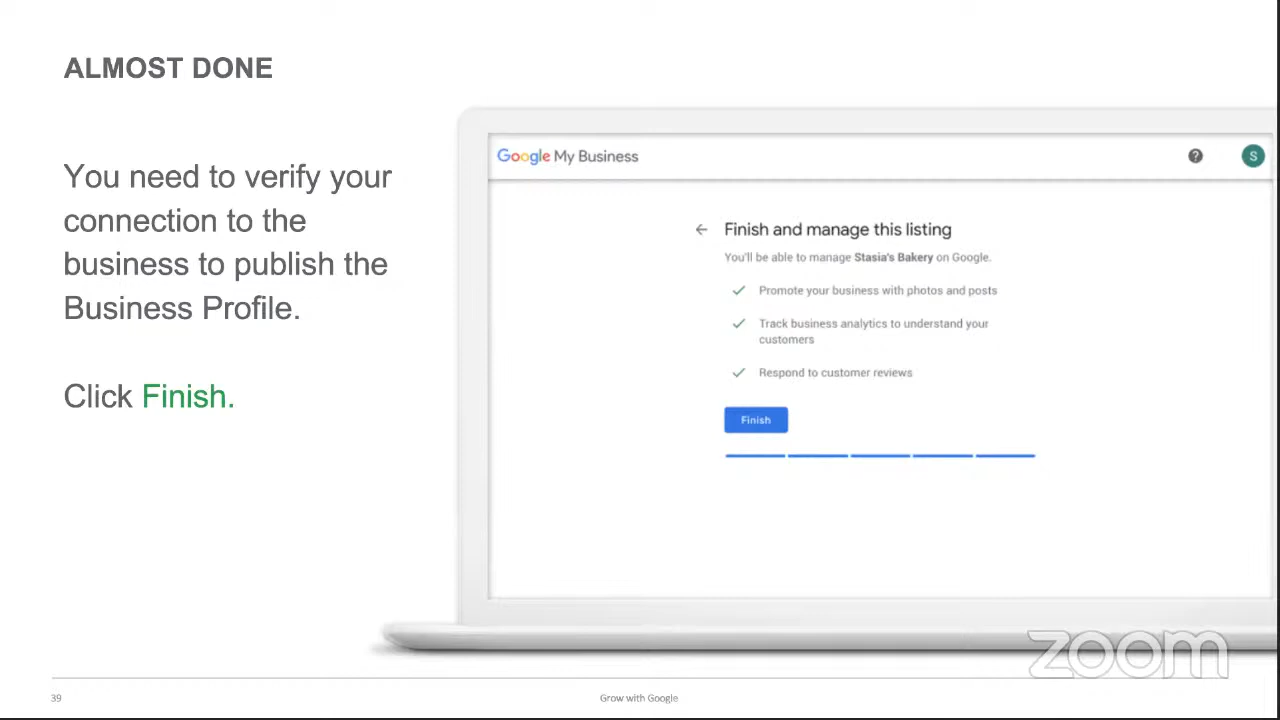 ALMOST DONE
You need to verify your
connection to the
business to publish the
Business Profile.
Click Finish.
Google My Business
?
S
Finish and manage this listing
You'll be able to manage Stasia's Bakery on Google.
Promote your business with photos and posts
Track business analytics to understand your
customers
Respond to customer reviews
Finish
zoom
39
Grow with Google